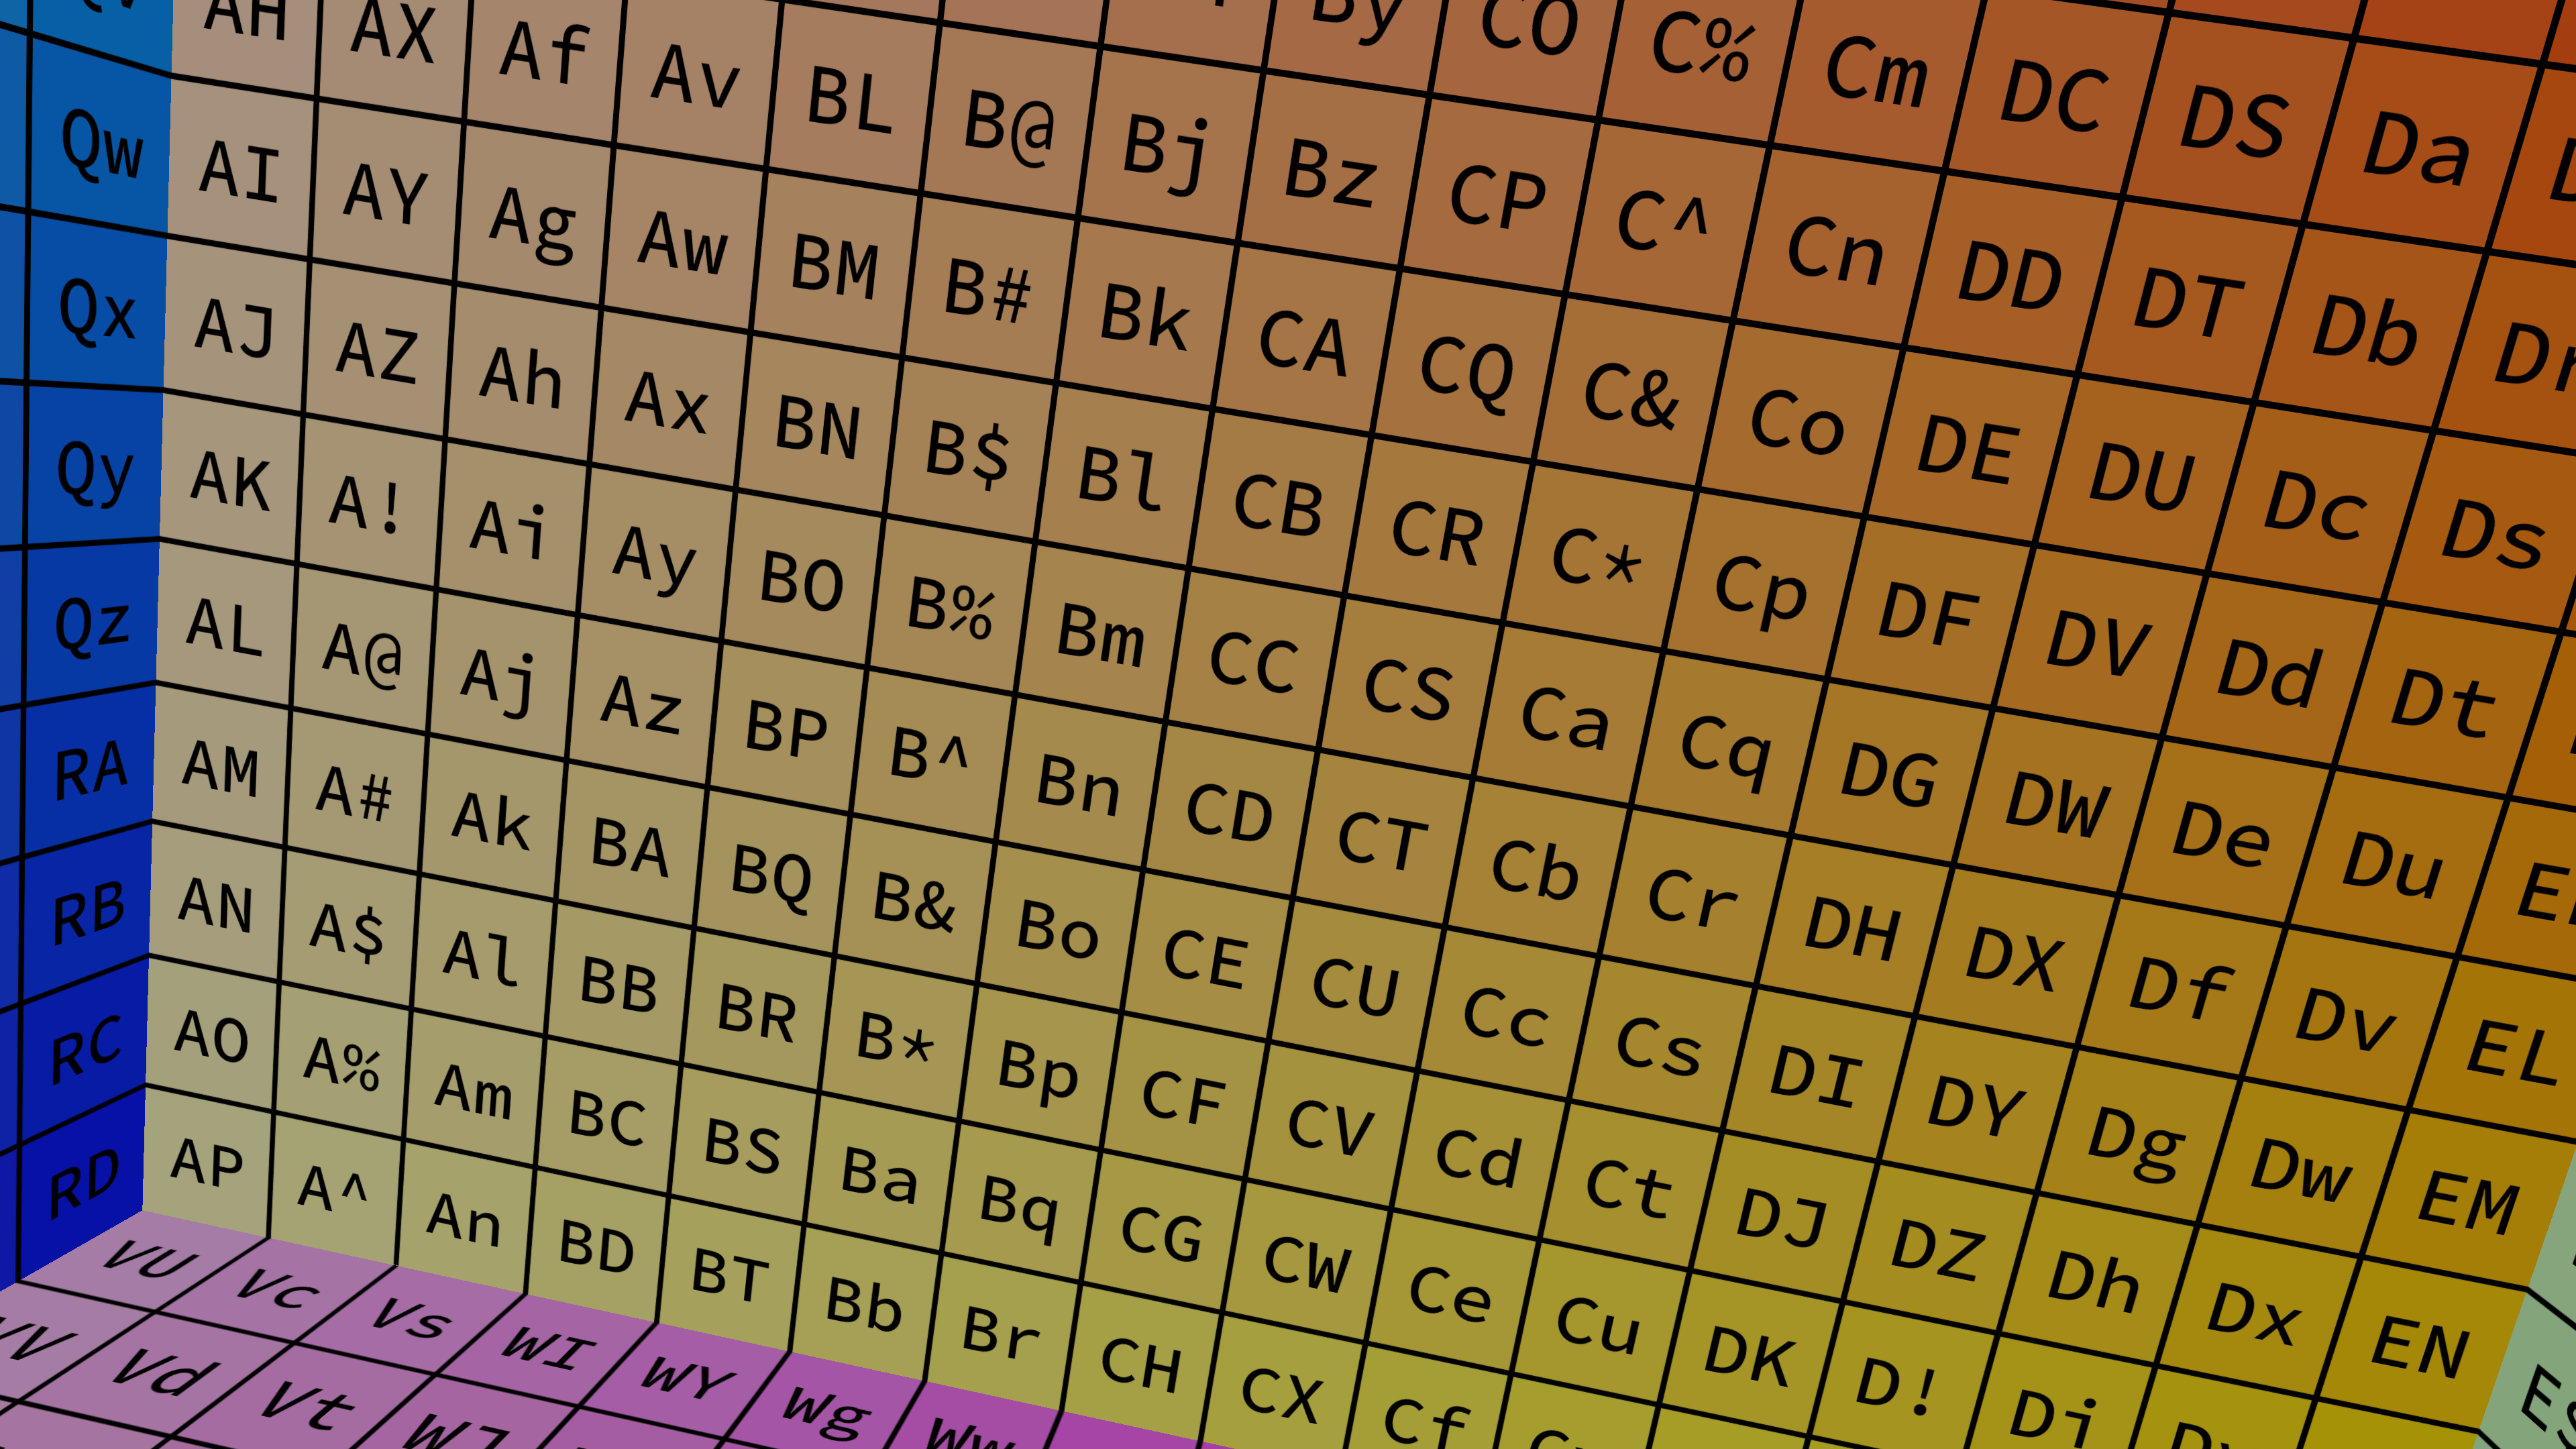 By CO C% Cm DC DS Da
AH AX Af Av BL B@ Bj Bz CP C^ Cn DD DT Db Dr
Qw AI AY Ag Aw BM B# Bk CA CQ C& Co DE DU Dc Ds
Qx AJ AZ Ah Ax BN B$ Bl CB CR C* Cp DF DV Dd Dt
Qy AK A! Ai Ay BO B% Bm CC CS Ca Cq DG DW De Du
Qz AL A@ Aj Az BP B^ Bn CD CT Cb Cr DH DX Df Dv EL
RA AM A# Ak BA BQ B& Bo CE CU Cc Cs DI DY Dg Dw EM
RB AN A$ Al BB BR B* Bp CF CV Cd Ct DJ DZ Dh Dx EN
RC AO A% Am BC BS Ba Bq CG CW Ce Cu DK D! Di
RD AP A^ An BD BT Bb Br CH CX Cf
VU Vc Vs WI WY Wg Ww
VV Vd Vt WJ
ES